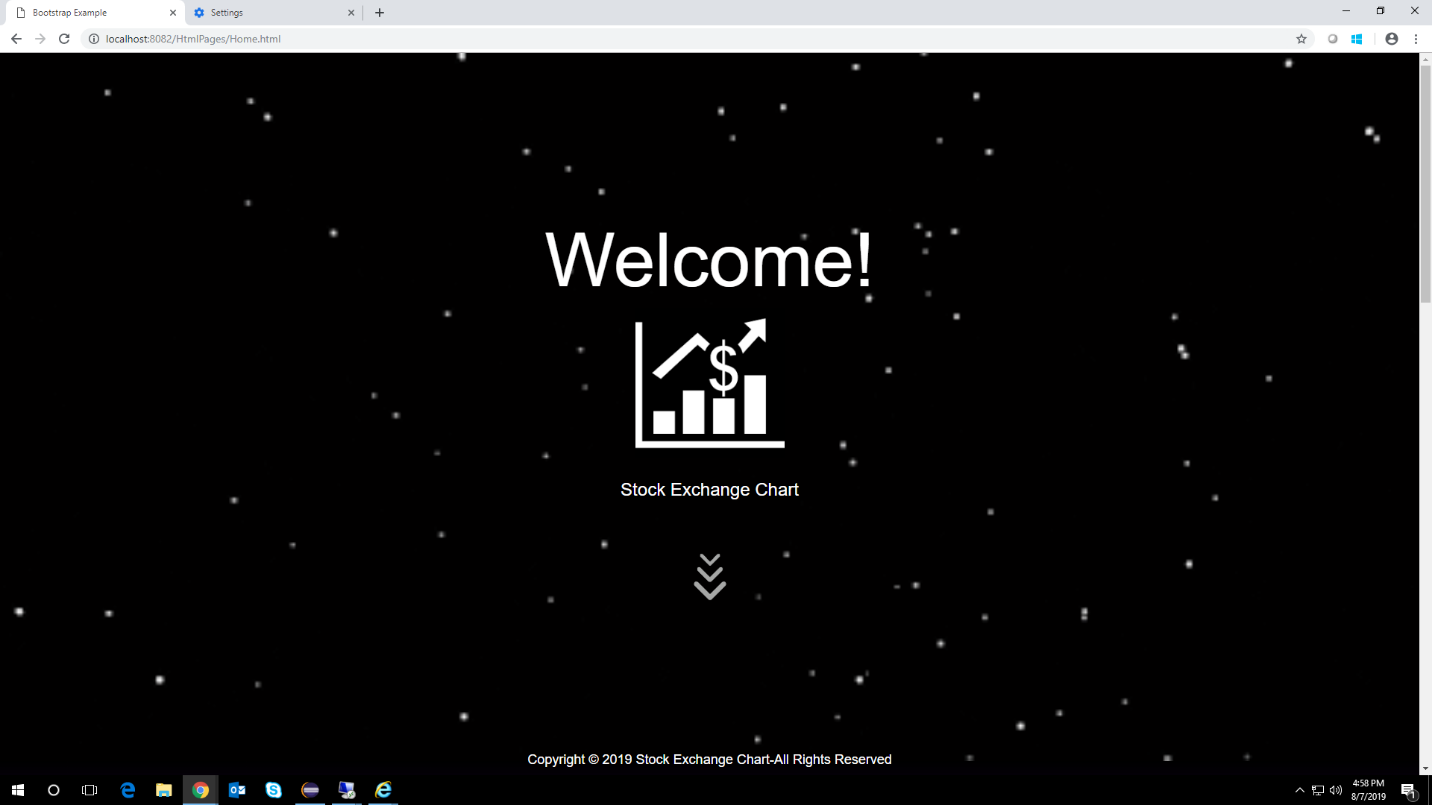 Bootstrap Example
Settings
localhost:8082/HtmlPages/Home.html
Welcome!
$
Stock Exchange Chart
Copyright © 2019 Stock Exchange Chart-All Rights Reserved
4:58 PM
8/7/2019
1